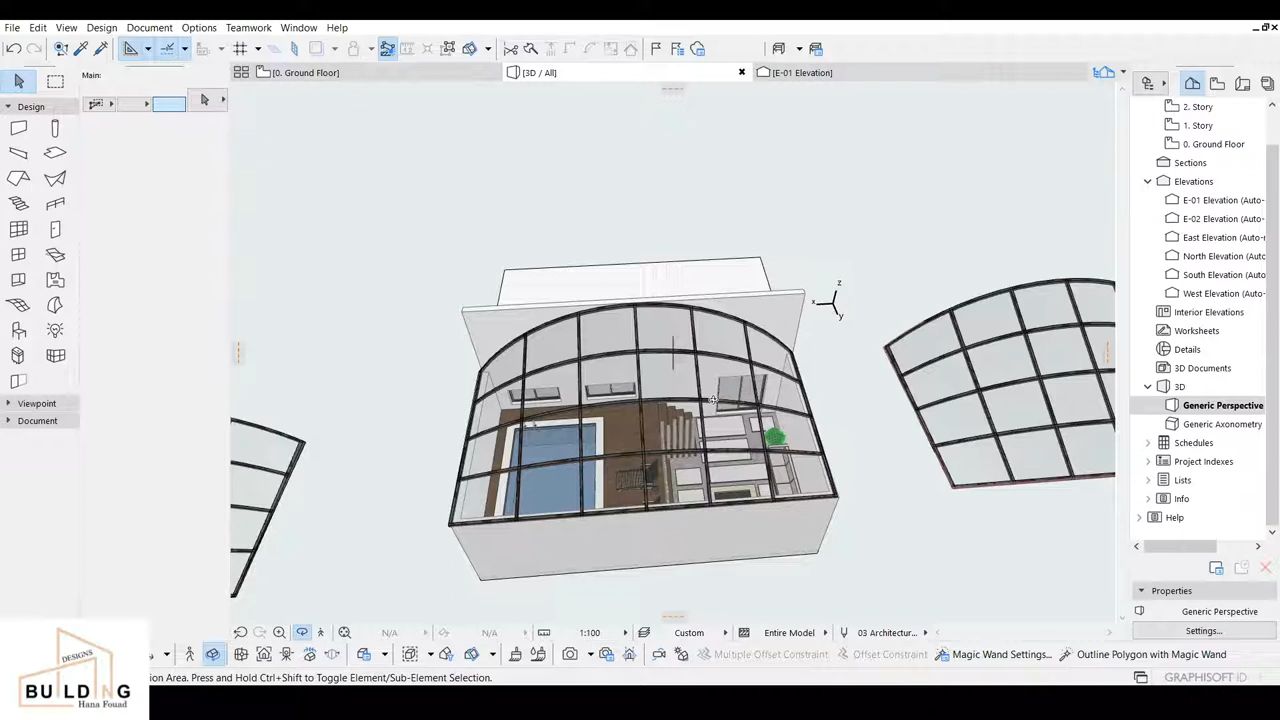 File Edit View Design Document Options Teamwork Window Help
Main:
[0. Ground Floor] [3D / All] [E-01 Elevation]
Design
Viewpoint
Document
2. Story
1. Story
0. Ground Floor
Sections
Elevations
E-01 Elevation (Auto-
E-02 Elevation (Auto-
East Elevation (Auto-r
North Elevation (Auto-
South Elevation (Auto-
West Elevation (Auto-
Interior Elevations
Worksheets
Details
3D Documents
3D
Generic Perspective
Generic Axonometry
Schedules
Project Indexes
Lists
Info
Help
Properties
Generic Perspective
Settings...
z
x
y
N/A N/A 1:100 Custom Entire Model 03 Architectur...
Multiple Offset Constraint Offset Constraint Magic Wand Settings... Outline Polygon with Magic Wand
ion Area. Press and Hold Ctrl+Shift to Toggle Element/Sub-Element Selection.
GRAPHISOFT ID
DESIGNS
BUILDING
Hana Fouad